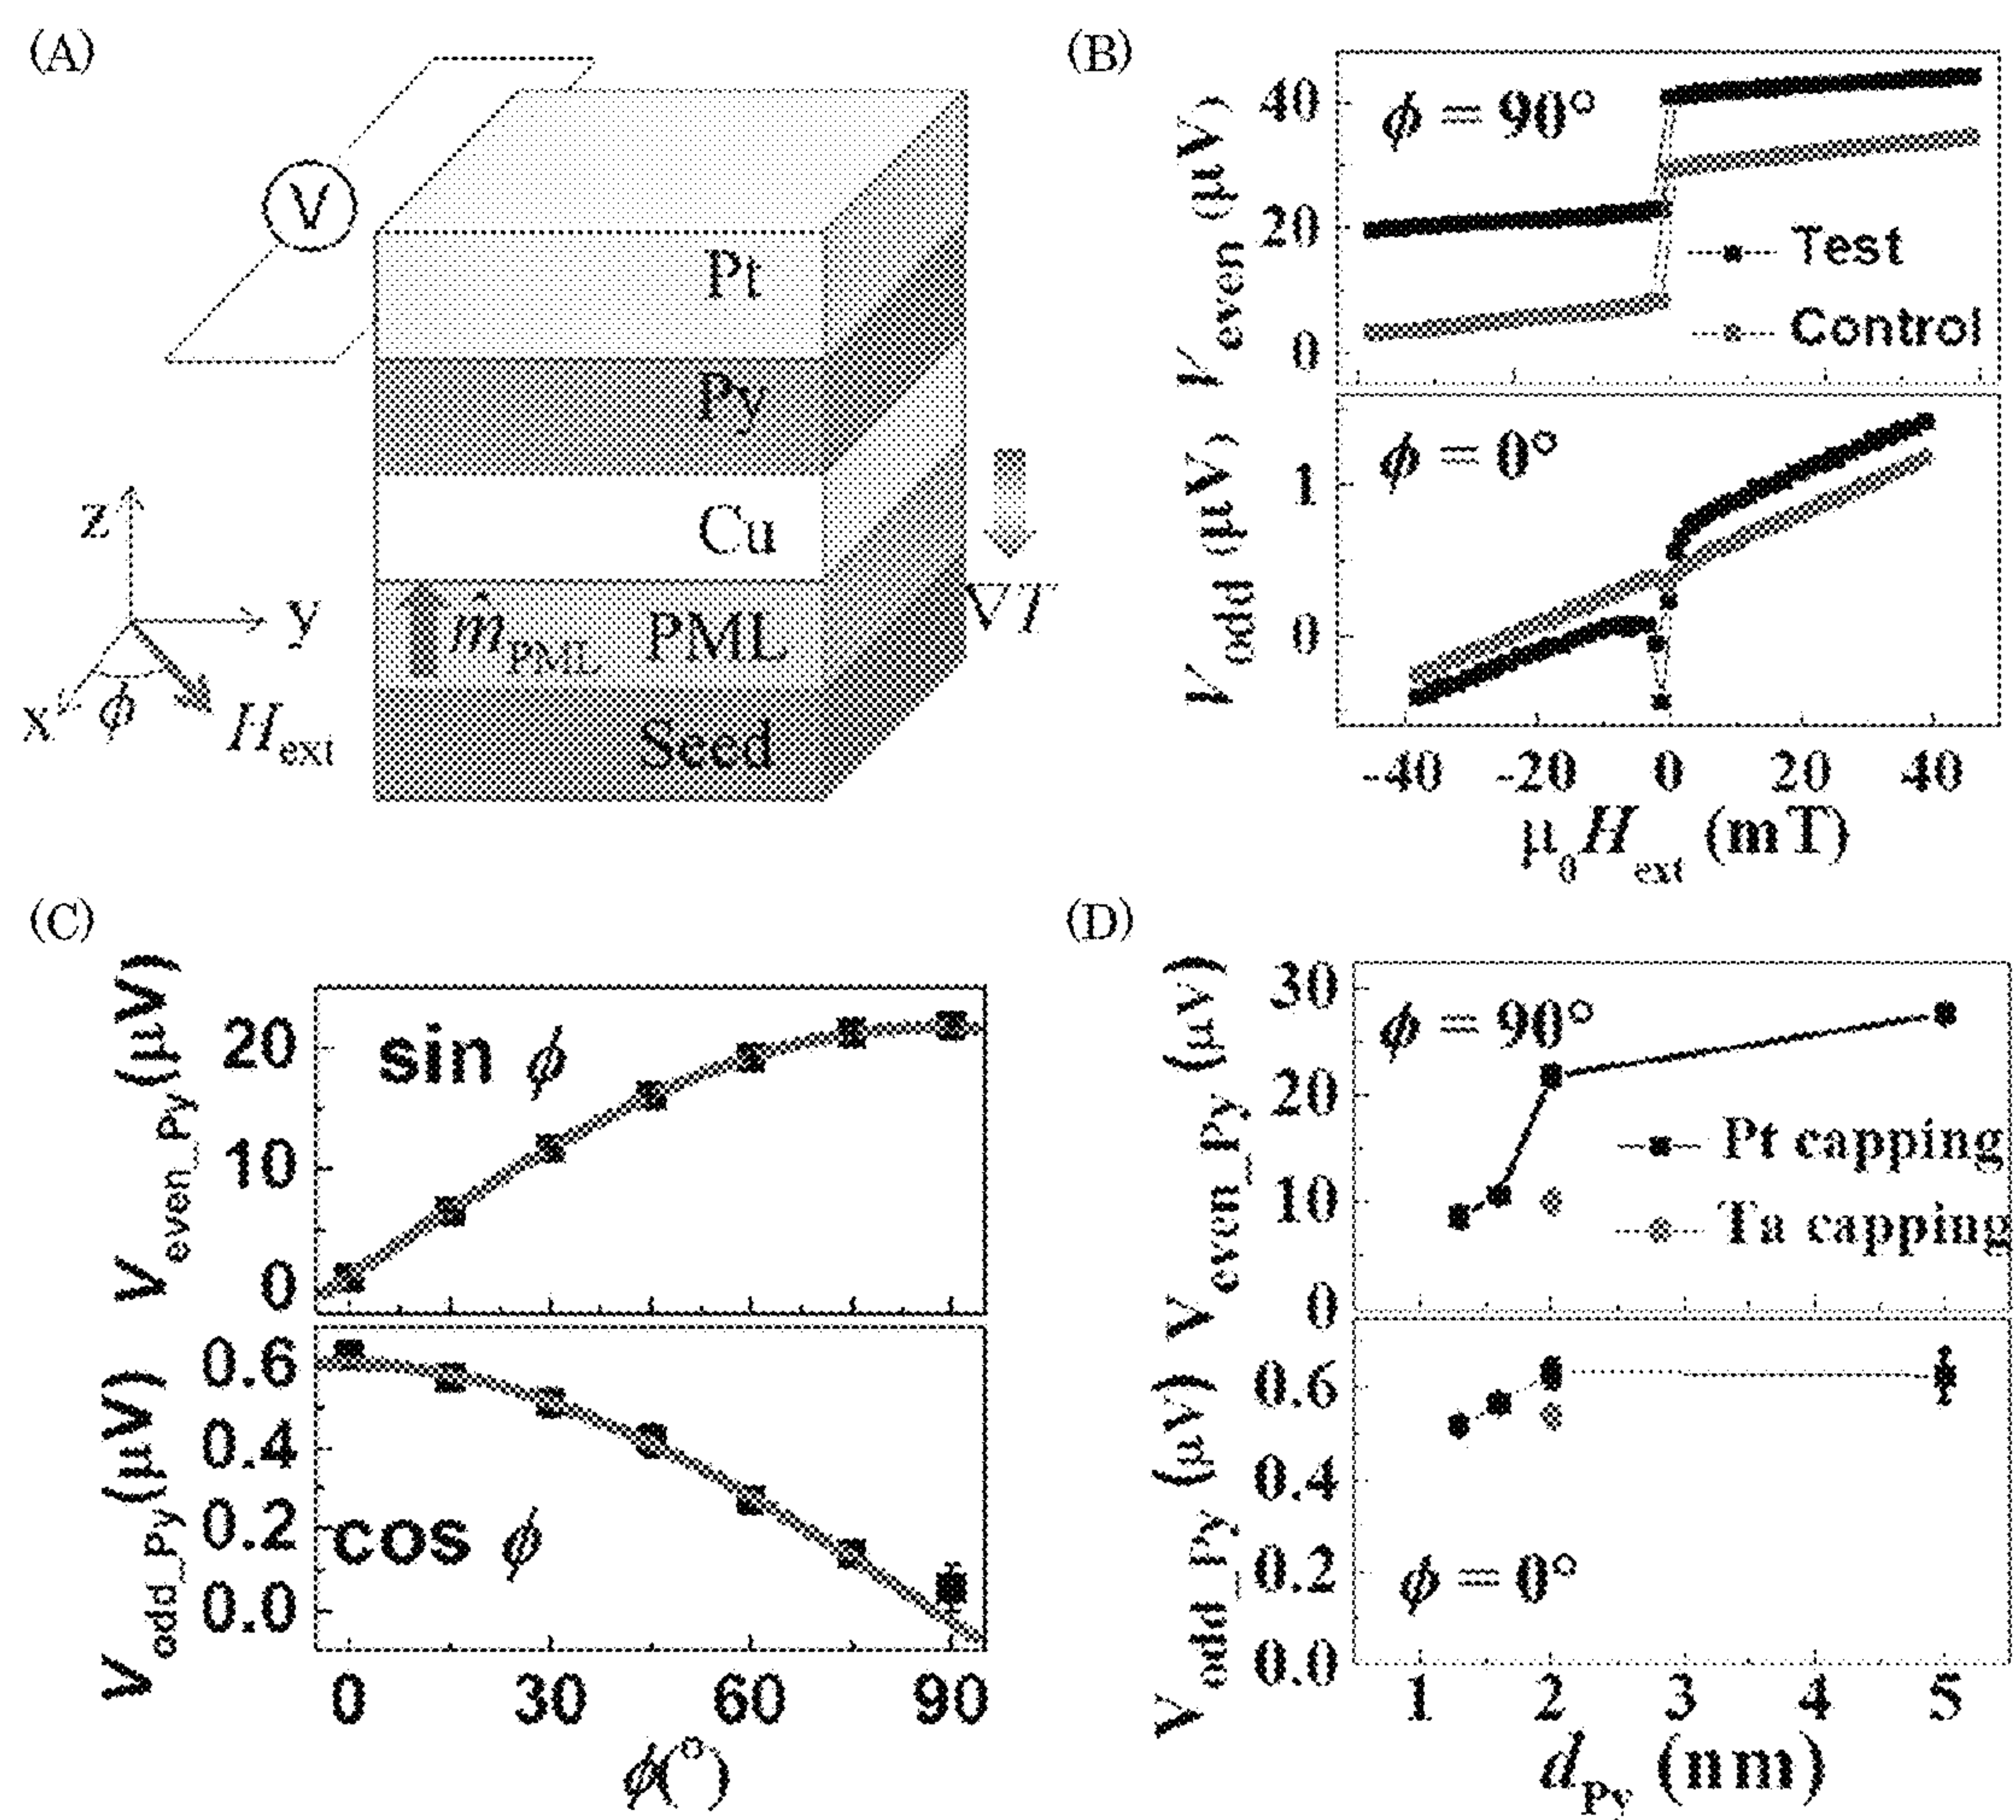 (A)
V
Pt
Py
Cu
m̂PML PML
Seed
∇T
z
y
x
ϕ
Hext
(B)
Veven (μV)
40
20
0
ϕ = 90°
Test
Control
Vodd (μV)
1
0
ϕ = 0°
-40 -20 0 20 40
μ0Hext (mT)
(C)
Veven_Py(μV)
20
10
0
sin ϕ
Vodd_Py(μV)
0.6
0.4
0.2
0.0
cos ϕ
0 30 60 90
ϕ(°)
(D)
Veven_Py (μV)
30
20
10
0
ϕ = 90°
Pt capping
Ta capping
Vodd_Py (μV)
0.6
0.4
0.2
0.0
ϕ = 0°
1 2 3 4 5
dPy (nm)